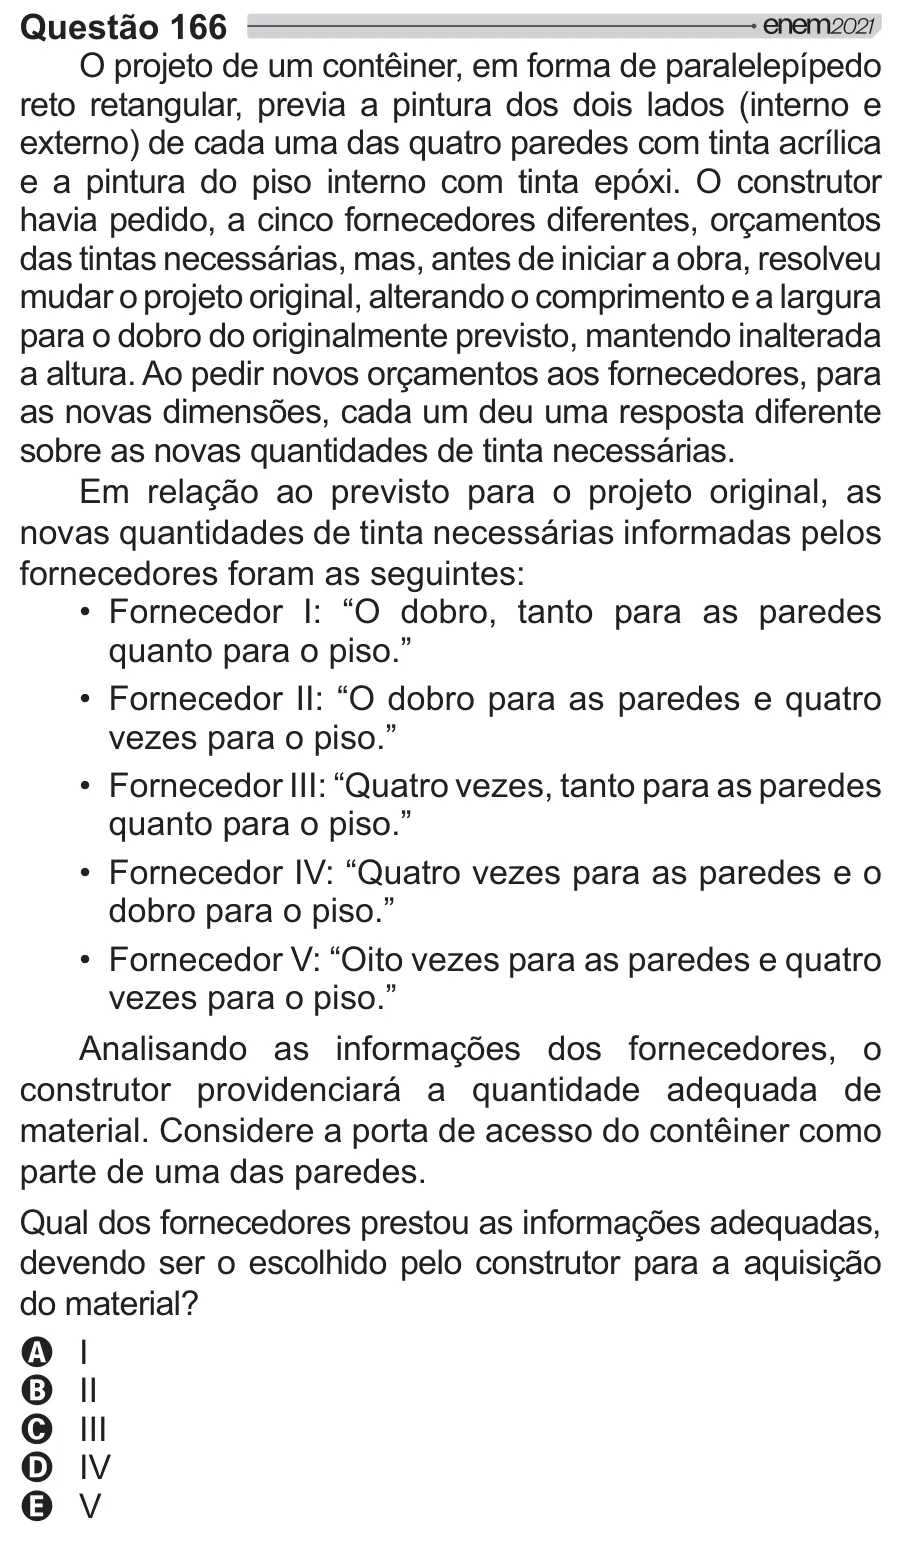 Questão 166 enem2021
O projeto de um contêiner, em forma de paralelepípedo
reto retangular, previa a pintura dos dois lados (interno e
externo) de cada uma das quatro paredes com tinta acrílica
e a pintura do piso interno com tinta epóxi. O construtor
havia pedido, a cinco fornecedores diferentes, orçamentos
das tintas necessárias, mas, antes de iniciar a obra, resolveu
mudar o projeto original, alterando o comprimento e a largura
para o dobro do originalmente previsto, mantendo inalterada
a altura. Ao pedir novos orçamentos aos fornecedores, para
as novas dimensões, cada um deu uma resposta diferente
sobre as novas quantidades de tinta necessárias.
Em relação ao previsto para o projeto original, as
novas quantidades de tinta necessárias informadas pelos
fornecedores foram as seguintes:
• Fornecedor I: “O dobro, tanto para as paredes
quanto para o piso.”
• Fornecedor II: “O dobro para as paredes e quatro
vezes para o piso.”
• Fornecedor III: “Quatro vezes, tanto para as paredes
quanto para o piso.”
• Fornecedor IV: “Quatro vezes para as paredes e o
dobro para o piso.”
• Fornecedor V: “Oito vezes para as paredes e quatro
vezes para o piso.”
Analisando as informações dos fornecedores, o
construtor providenciará a quantidade adequada de
material. Considere a porta de acesso do contêiner como
parte de uma das paredes.
Qual dos fornecedores prestou as informações adequadas,
devendo ser o escolhido pelo construtor para a aquisição
do material?
A I
B II
C III
D IV
E V